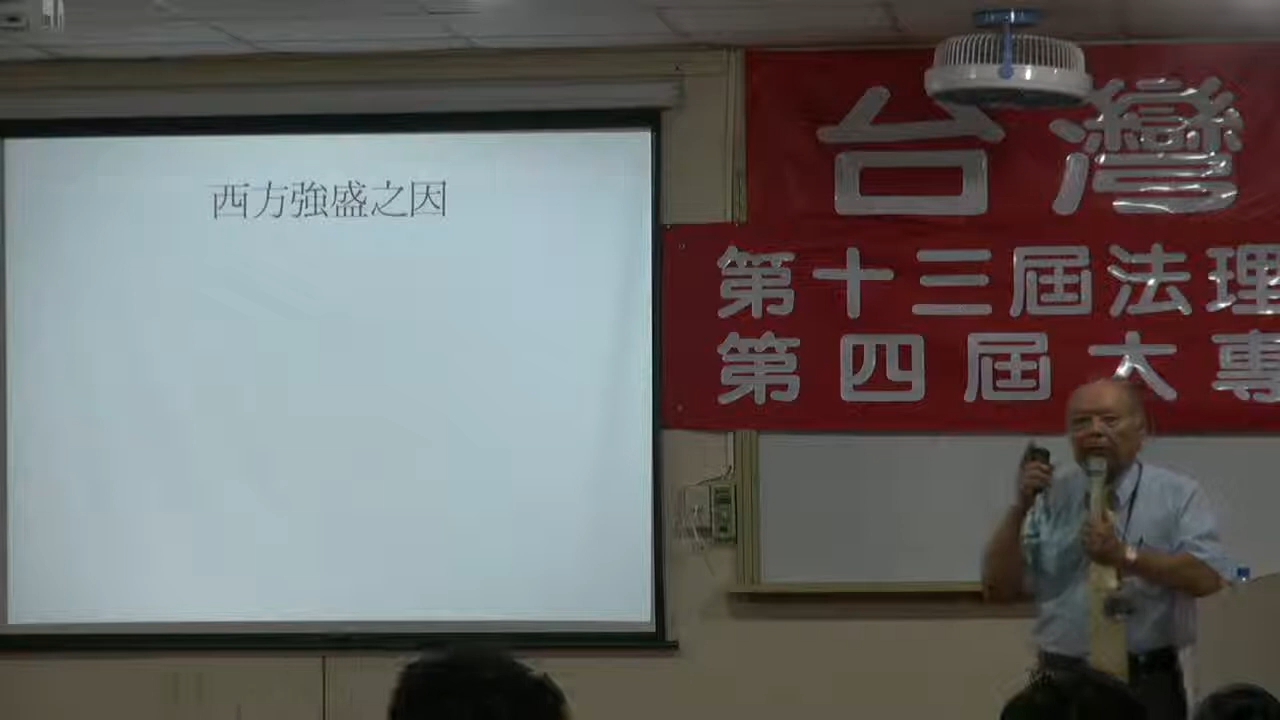 西方強盛之因
台灣
第十三屆法理
第四屆大專